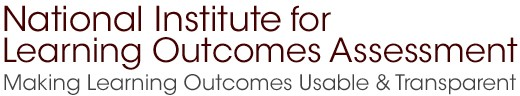 National Institute for
Learning Outcomes Assessment
Making Learning Outcomes Usable & Transparent